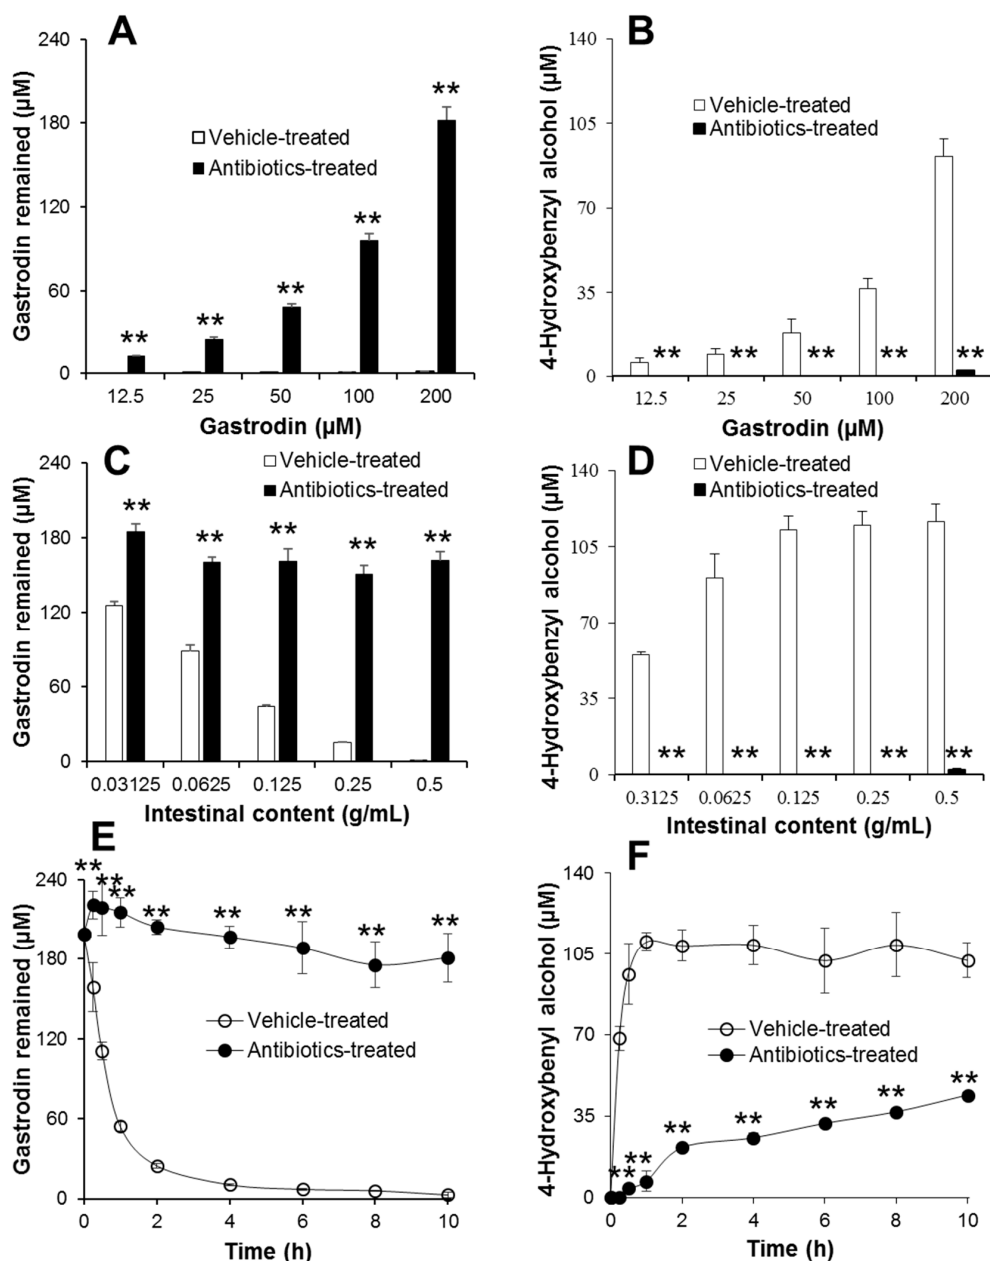 A
Gastrodin remained (µM)
240
180
120
60
0
Vehicle-treated
Antibiotics-treated
** ** ** ** **
12.5 25 50 100 200
Gastrodin (µM)
B
4-Hydroxybenzyl alcohol (µM)
140
105
70
35
0
Vehicle-treated
Antibiotics-treated
** ** ** ** **
12.5 25 50 100 200
Gastrodin (µM)
C
Gastrodin remained (µM)
240
180
120
60
0
Vehicle-treated
Antibiotics-treated
** ** ** ** **
0.03125 0.0625 0.125 0.25 0.5
Intestinal content (g/mL)
D
4-Hydroxybenzyl alcohol (µM)
140
105
70
35
0
Vehicle-treated
Antibiotics-treated
** ** ** ** **
0.3125 0.0625 0.125 0.25 0.5
Intestinal content (g/mL)
E
Gastrodin remained (µM)
240
180
120
60
0
** ** ** ** ** ** ** **
Vehicle-treated
Antibiotics-treated
0 2 4 6 8 10
Time (h)
F
4-Hydroxybenyl alcohol (µM)
140
105
70
35
0
Vehicle-treated
Antibiotics-treated
** ** ** ** ** ** **
0 2 4 6 8 10
Time (h)